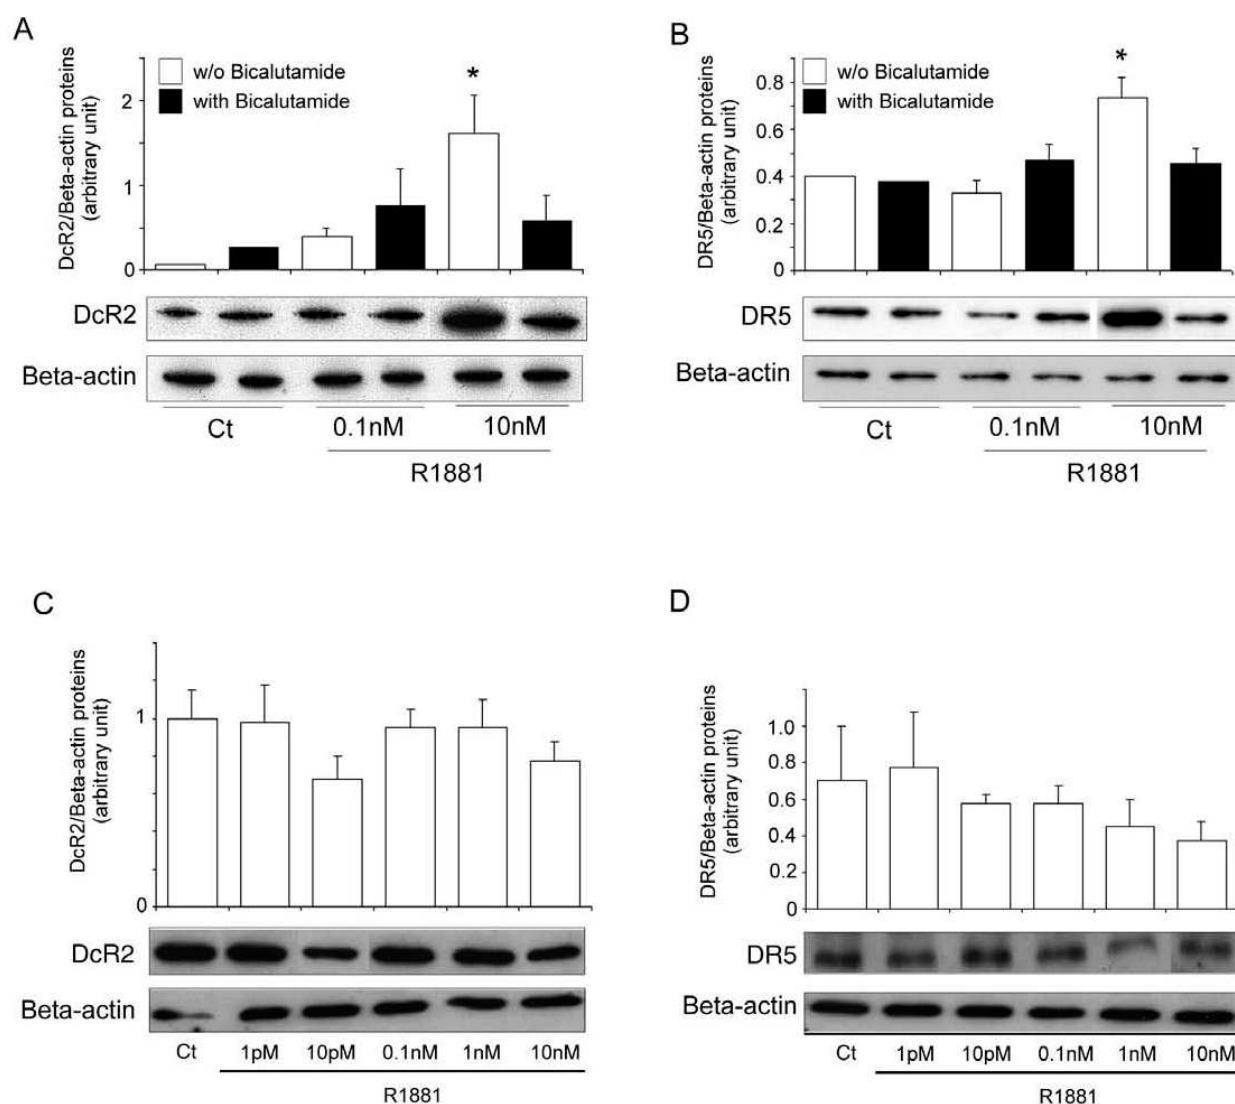 A
DcR2/Beta-actin proteins
(arbitrary unit)
2
1
0
w/o Bicalutamide
with Bicalutamide
*
DcR2
Beta-actin
Ct
0.1nM
10nM
R1881
B
DR5/Beta-actin proteins
(arbitrary unit)
0.8
0.6
0.4
0.2
0
w/o Bicalutamide
with Bicalutamide
*
DR5
Beta-actin
Ct
0.1nM
10nM
R1881
C
DcR2/Beta-actin proteins
(arbitrary unit)
1
0
DcR2
Beta-actin
Ct 1pM 10pM 0.1nM 1nM 10nM
R1881
D
DR5/Beta-actin proteins
(arbitrary unit)
1.0
0.8
0.6
0.4
0.2
0
DR5
Beta-actin
Ct 1pM 10pM 0.1nM 1nM 10nM
R1881